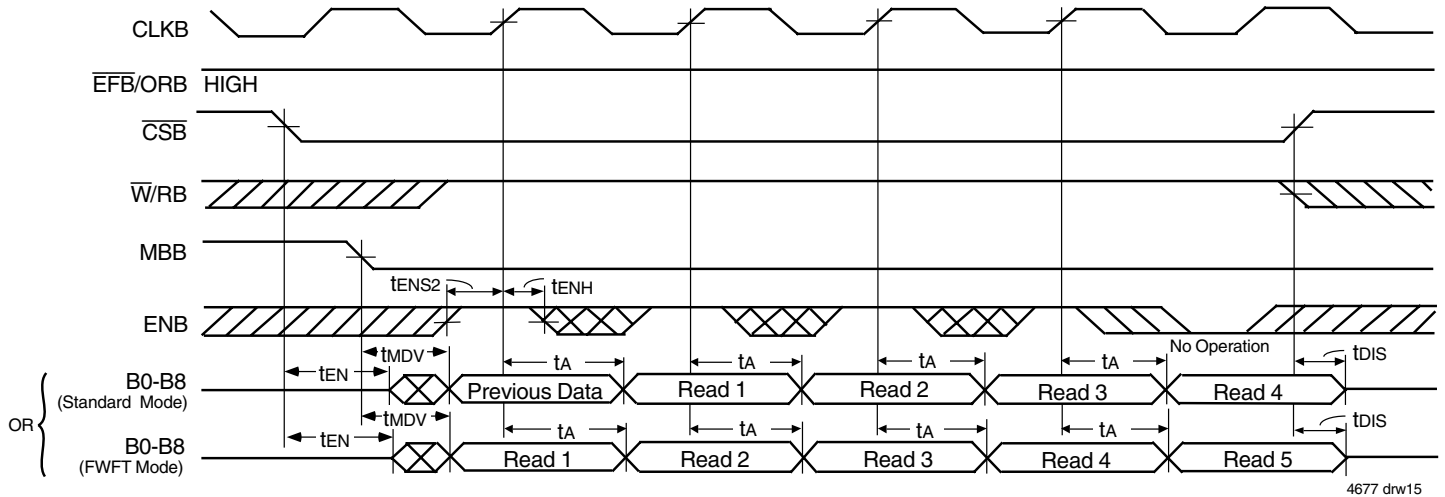 CLKB
EFB/ORB HIGH
CSB
W/RB
MBB
tENS2 tENH
ENB
No Operation
tMDV tA tA tA tA tDIS
tEN
B0-B8 Previous Data Read 1 Read 2 Read 3 Read 4
(Standard Mode)
OR
tMDV tDIS
tEN tA tA tA tA
B0-B8 Read 1 Read 2 Read 3 Read 4 Read 5
(FWFT Mode)
4677 drw15